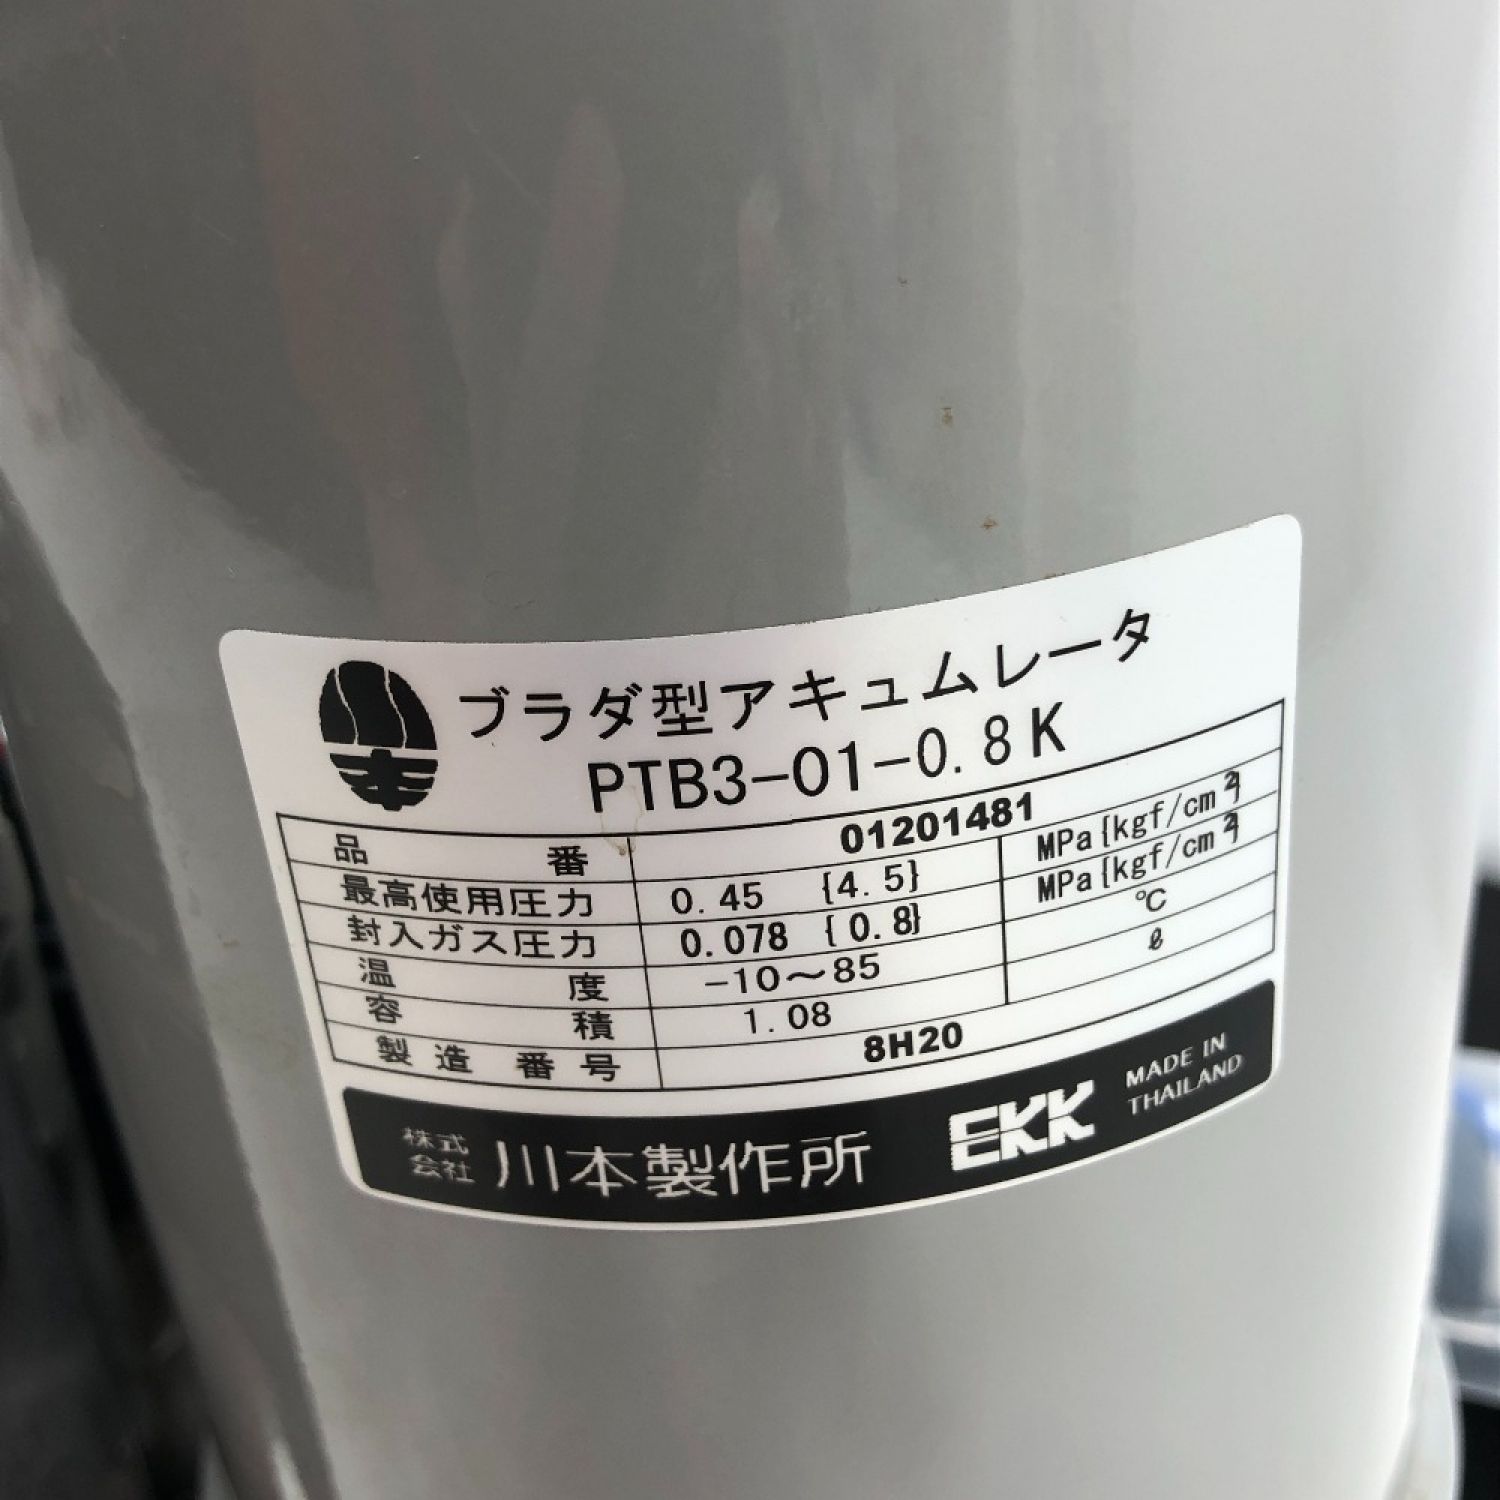 ブラダ型アキュムレータ
PTB3-01-0.8K
品番 01201481
最高使用圧力 0.45 {4.5} MPa{kgf/cm²}
封入ガス圧力 0.078 {0.8} MPa{kgf/cm²}
温度 -10～85 ℃
容積 1.08 ℓ
製造番号 8H20
株式会社 川本製作所 EKK MADE IN THAILAND